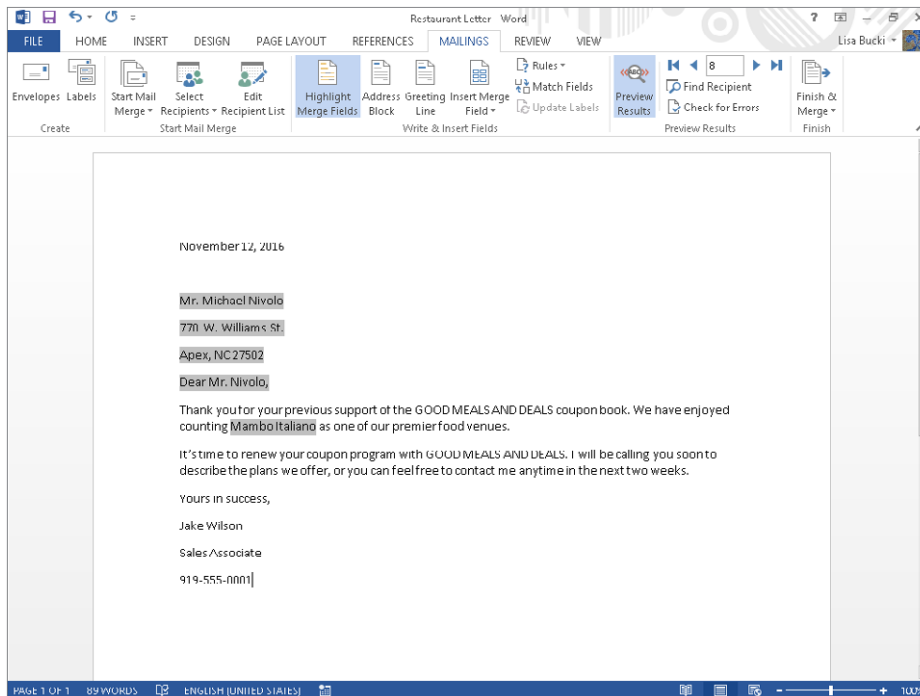 Restaurant Letter Word
?
FILE HOME INSERT DESIGN PAGE LAYOUT REFERENCES MAILINGS REVIEW VIEW Lisa Bucki
Envelopes Labels Start Mail Merge Select Recipients Edit Recipient List Highlight Merge Fields Address Block Greeting Line Insert Merge Field Rules Match Fields Update Labels ABC Preview Results 8 Find Recipient Check for Errors Finish & Merge
Create Start Mail Merge Write & Insert Fields Preview Results Finish
November 12, 2016
Mr. Michael Nivolo
770 W. Williams St.
Apex, NC 27502
Dear Mr. Nivolo,
Thank you for your previous support of the GOOD MEALS AND DEALS coupon book. We have enjoyed
counting Mambo Italiano as one of our premier food venues.
It's time to renew your coupon program with GOOD MEALS AND DEALS. I will be calling you soon to
describe the plans we offer, or you can feel free to contact me anytime in the next two weeks.
Yours in success,
Jake Wilson
Sales Associate
919-555-0001
PAGE 1 OF 1 89 WORDS ENGLISH (UNITED STATES) - + 100